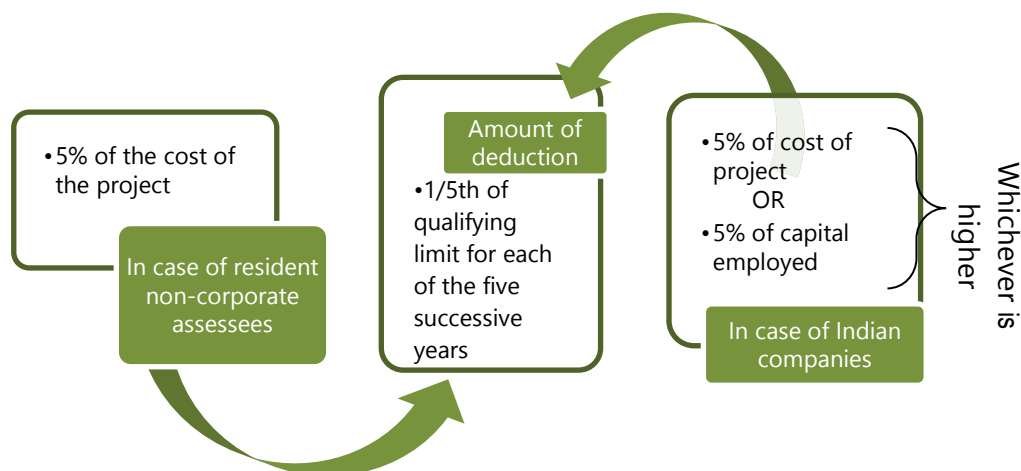 •5% of the cost of
the project
In case of resident
non-corporate
assessees
Amount of
deduction
•1/5th of
qualifying
limit for each
of the five
successive
years
•5% of cost of
project
OR
•5% of capital
employed
In case of Indian
companies
Whichever is
higher